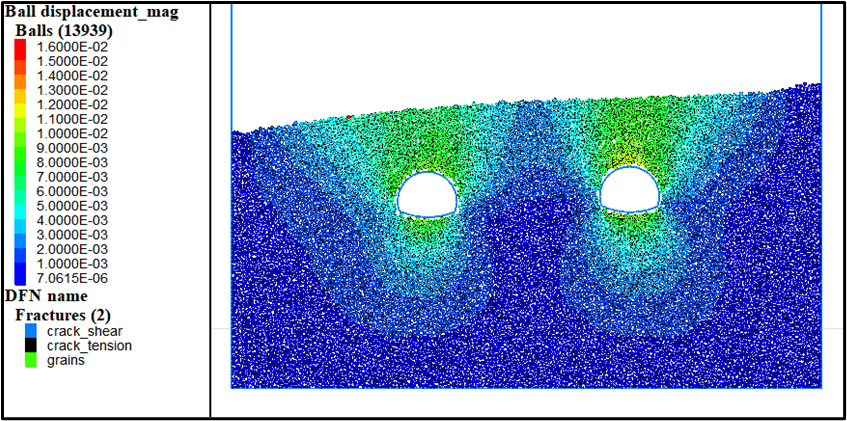 Ball displacement_mag
Balls (13939)
1.6000E-02
1.5000E-02
1.4000E-02
1.3000E-02
1.2000E-02
1.1000E-02
1.0000E-02
9.0000E-03
8.0000E-03
7.0000E-03
6.0000E-03
5.0000E-03
4.0000E-03
3.0000E-03
2.0000E-03
1.0000E-03
7.0615E-06
DFN name
Fractures (2)
crack_shear
crack_tension
grains